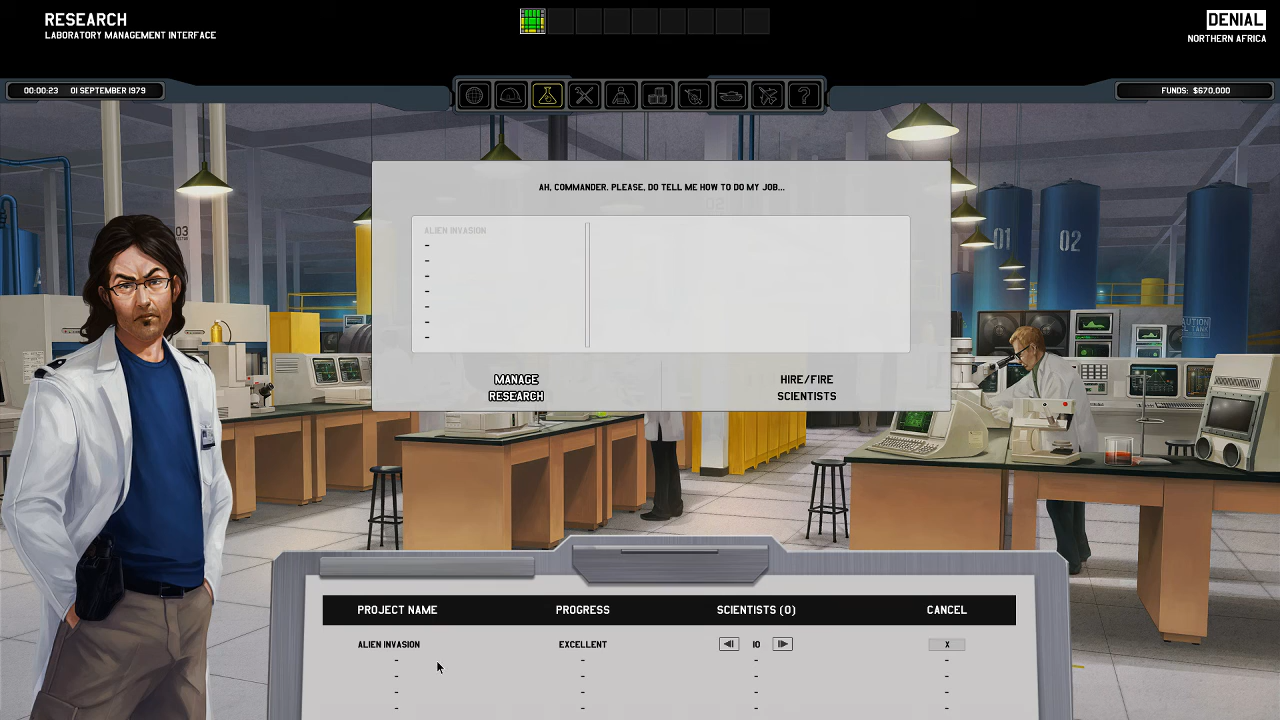 RESEARCH
LABORATORY MANAGEMENT INTERFACE
DENIAL
NORTHERN AFRICA
00:00:23 01 SEPTEMBER 1979
?
FUNDS: $670,000
AH, COMMANDER. PLEASE, DO TELL ME HOW TO DO MY JOB...
ALIEN INVASION
-
-
-
-
-
-
-
03
01
02
MANAGE
RESEARCH
HIRE/FIRE
SCIENTISTS
PROJECT NAME PROGRESS SCIENTISTS (0) CANCEL
ALIEN INVASION EXCELLENT 10 X
- - - -
- - - -
- - - -
- - - -